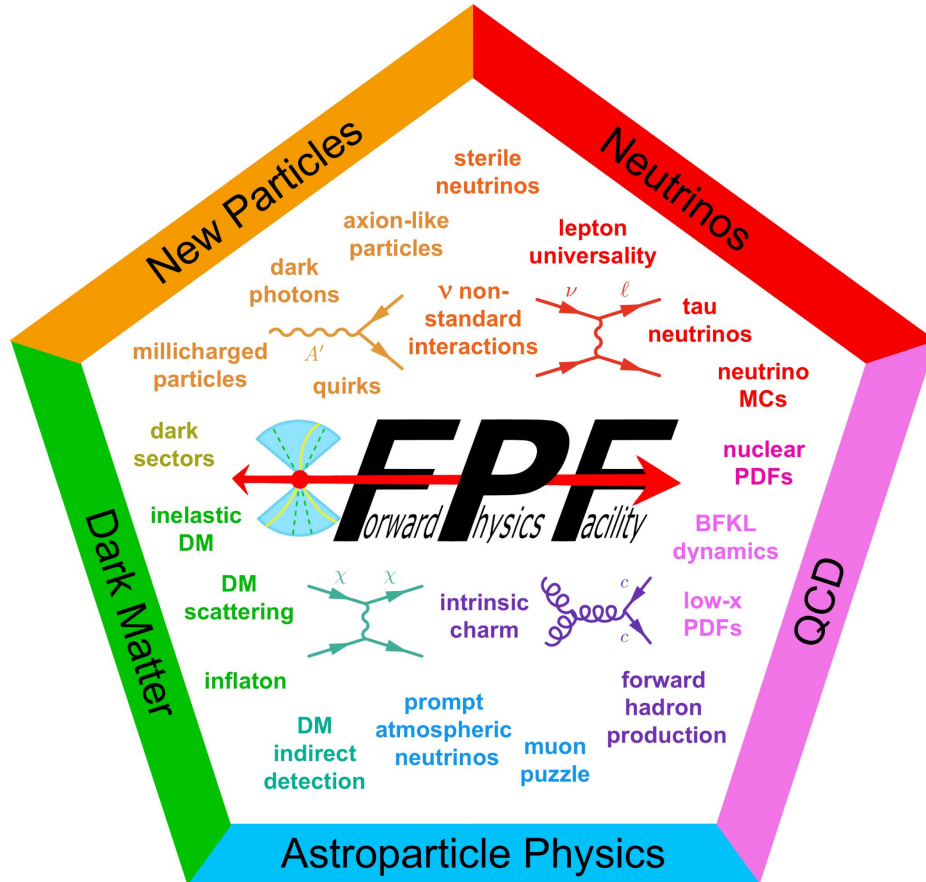 New Particles
Neutrinos
sterile
neutrinos
axion-like
particles
lepton
universality
dark
photons
ν non-
standard
interactions
ν
ℓ
tau
neutrinos
millicharged
particles
A′
quirks
neutrino
MCs
dark
sectors
FPF
Forward Physics Facility
nuclear
PDFs
inelastic
DM
BFKL
dynamics
Dark Matter
QCD
DM
scattering
χ χ
intrinsic
charm
c
c
low-x
PDFs
inflaton
prompt
atmospheric
neutrinos
forward
hadron
production
DM
indirect
detection
muon
puzzle
Astroparticle Physics